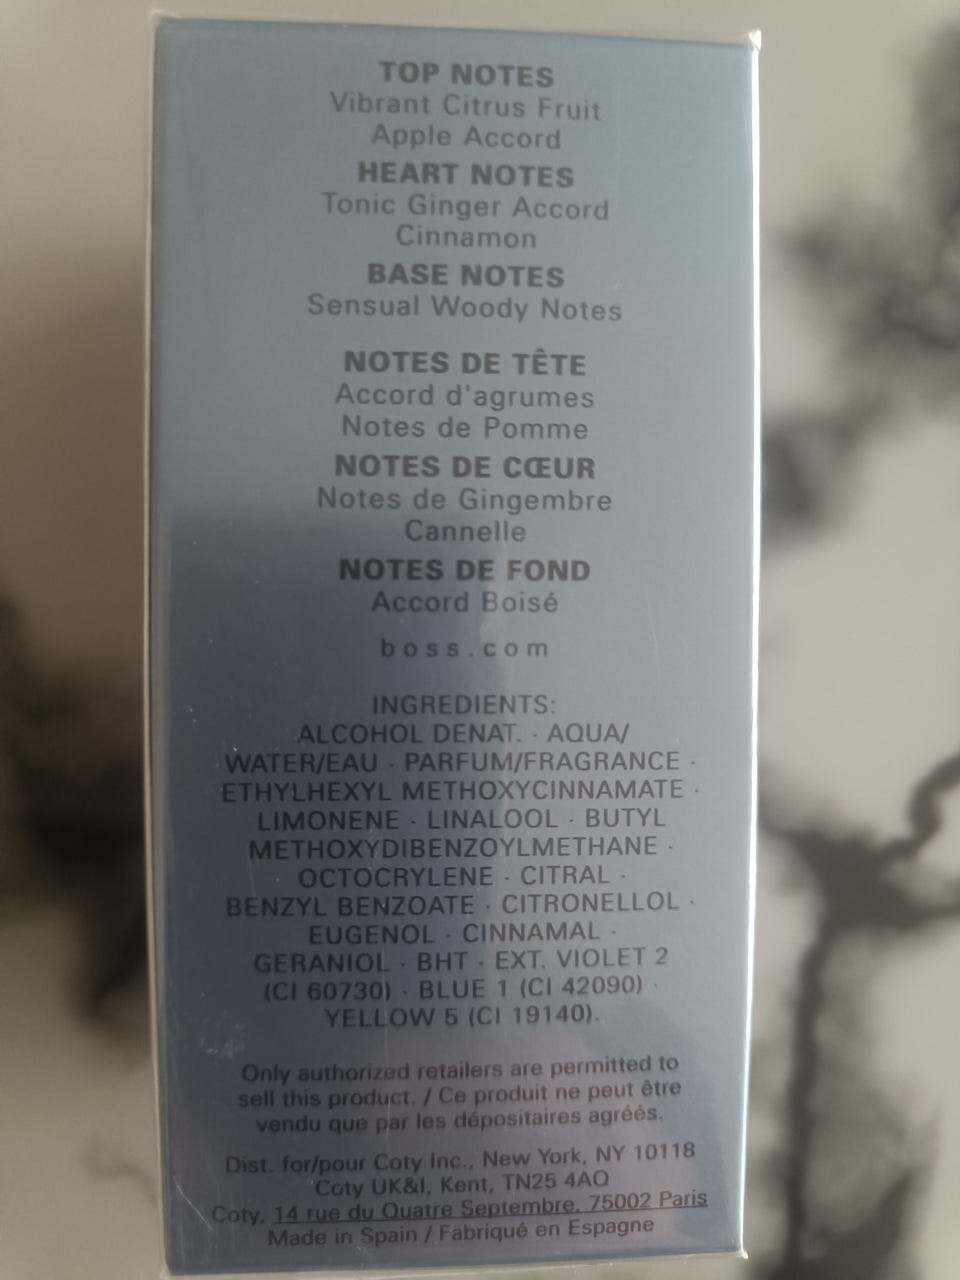 TOP NOTES
Vibrant Citrus Fruit
Apple Accord
HEART NOTES
Tonic Ginger Accord
Cinnamon
BASE NOTES
Sensual Woody Notes
NOTES DE TÊTE
Accord d'agrumes
Notes de Pomme
NOTES DE CŒUR
Notes de Gingembre
Cannelle
NOTES DE FOND
Accord Boisé
boss.com
INGREDIENTS:
ALCOHOL DENAT. · AQUA/
WATER/EAU · PARFUM/FRAGRANCE ·
ETHYLHEXYL METHOXYCINNAMATE ·
LIMONENE · LINALOOL · BUTYL
METHOXYDIBENZOYLMETHANE ·
OCTOCRYLENE · CITRAL ·
BENZYL BENZOATE · CITRONELLOL ·
EUGENOL · CINNAMAL ·
GERANIOL · BHT · EXT. VIOLET 2
(CI 60730) · BLUE 1 (CI 42090) ·
YELLOW 5 (CI 19140).
Only authorized retailers are permitted to
sell this product. / Ce produit ne peut être
vendu que par les dépositaires agréés.
Dist. for/pour Coty Inc., New York, NY 10118
Coty UK&I, Kent, TN25 4AQ
Coty, 14 rue du Quatre Septembre, 75002 Paris
Made in Spain / Fabriqué en Espagne